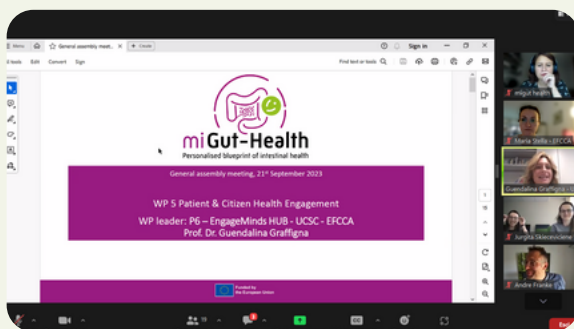 Menu
General assembly meet...
+ Create
Sign in
tools Edit Convert Sign
Find text or tools
miGut-Health
Personalised blueprint of intestinal health
General assembly meeting, 21st September 2023
WP 5 Patient & Citizen Health Engagement
WP leader: P6 – EngageMinds HUB - UCSC - EFCCA
Prof. Dr. Guendalina Graffigna
Funded by
the European Union
migut health
Maria Stella - EFCCA
Guendalina Graffigna - U
Jurgita Skieceviciene
Andre Franke